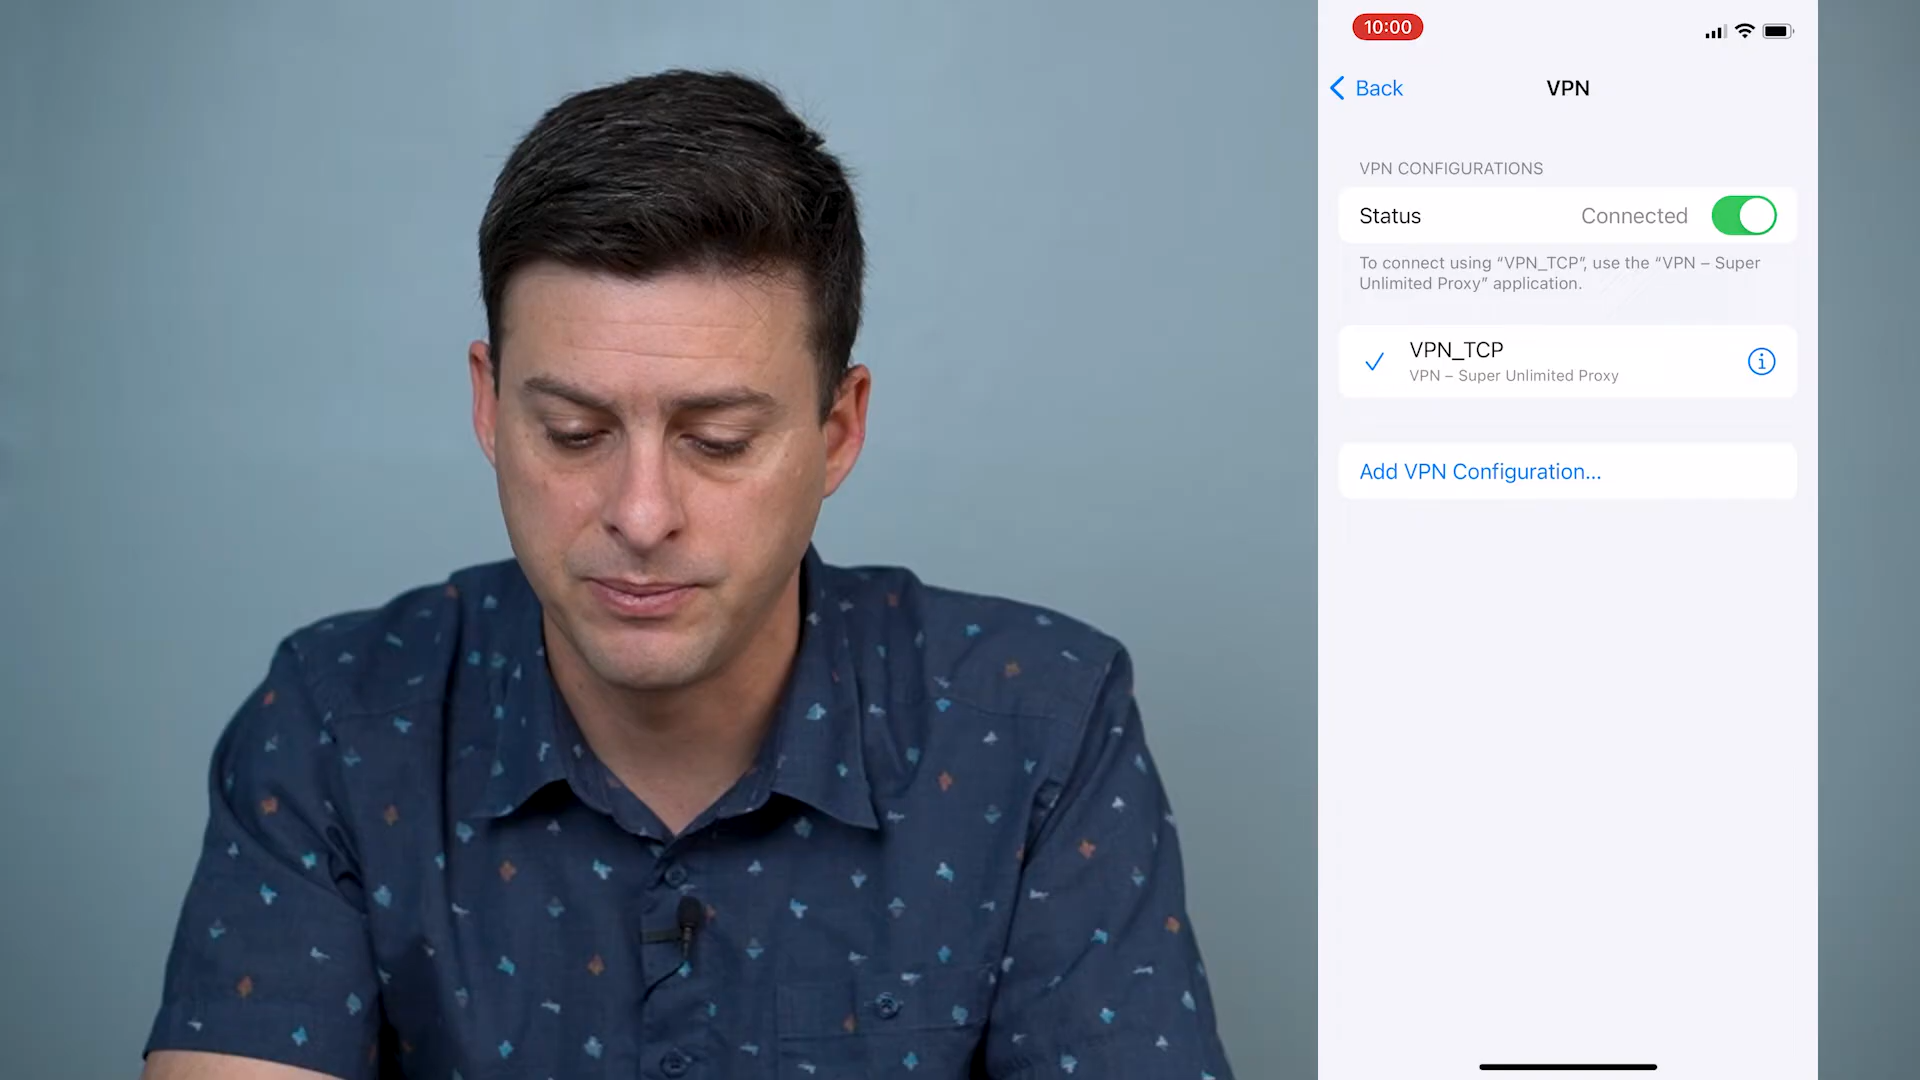 10:00
Back
VPN
VPN CONFIGURATIONS
Status
Connected
To connect using “VPN_TCP”, use the “VPN – Super
Unlimited Proxy” application.
VPN_TCP
VPN – Super Unlimited Proxy
Add VPN Configuration...